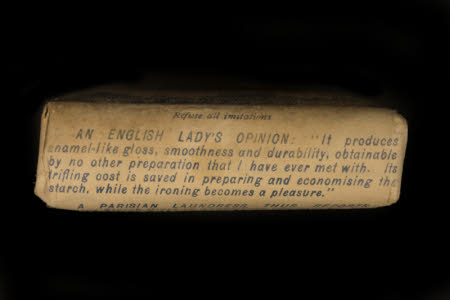 Refuse all imitations
AN ENGLISH LADY'S OPINION: "It produces
enamel-like gloss, smoothness and durability, obtainable
by no other preparation that I have ever met with. Its
trifling cost is saved in preparing and economising the
starch, while the ironing becomes a pleasure."
A PARISIAN LAUNDRESS THUS REPORTS